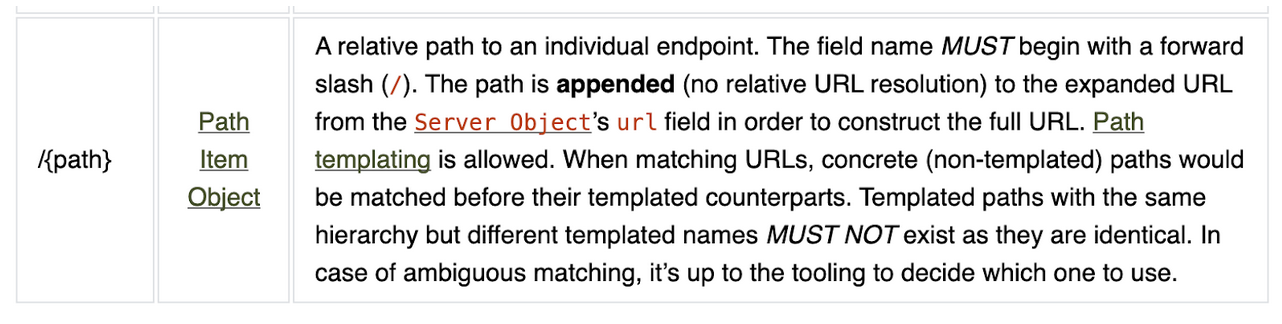 /{path}
Path
Item
Object
A relative path to an individual endpoint. The field name MUST begin with a forward
slash (/). The path is appended (no relative URL resolution) to the expanded URL
from the Server Object’s url field in order to construct the full URL. Path
templating is allowed. When matching URLs, concrete (non-templated) paths would
be matched before their templated counterparts. Templated paths with the same
hierarchy but different templated names MUST NOT exist as they are identical. In
case of ambiguous matching, it’s up to the tooling to decide which one to use.